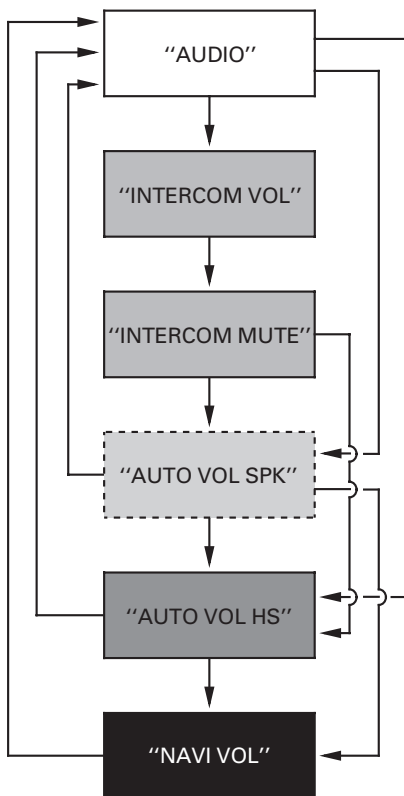 ‘‘AUDIO’’
‘‘INTERCOM VOL’’
‘‘INTERCOM MUTE’’
‘‘AUTO VOL SPK’’
‘‘AUTO VOL HS’’
‘‘NAVI VOL’’